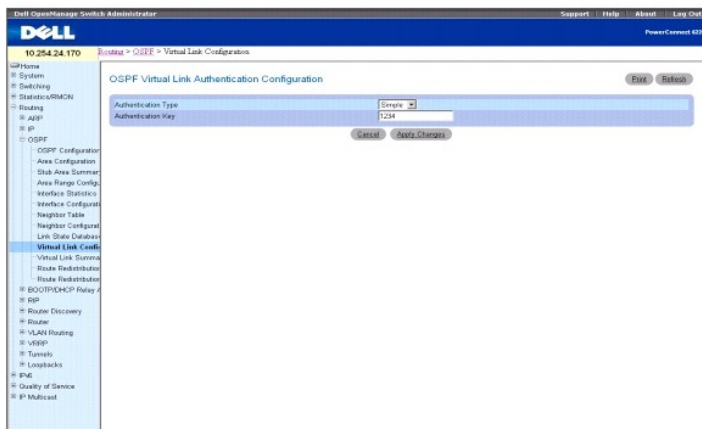 Dell OpenManage Switch Administrator
Support Help About Log Out
DELL
PowerConnect 622
10.254.24.170
Routing > OSPF > Virtual Link Configuration
Home
System
Switching
Statistics/RMON
Routing
ARP
IP
OSPF
OSPF Configuration
Area Configuration
Stub Area Summar
Area Range Configu
Interface Statistics
Interface Configurati
Neighbor Table
Neighbor Configurat
Link State Databas
Virtual Link Confi
Virtual Link Summa
Route Redistribution
Route Redistribution
BOOTP/DHCP Relay A
RIP
Router Discovery
Router
VLAN Routing
VRRP
Tunnels
Loopbacks
IPv6
Quality of Service
IP Multicast
OSPF Virtual Link Authentication Configuration
Print Refresh
Authentication Type Simple
Authentication Key 1234
Cancel Apply Changes